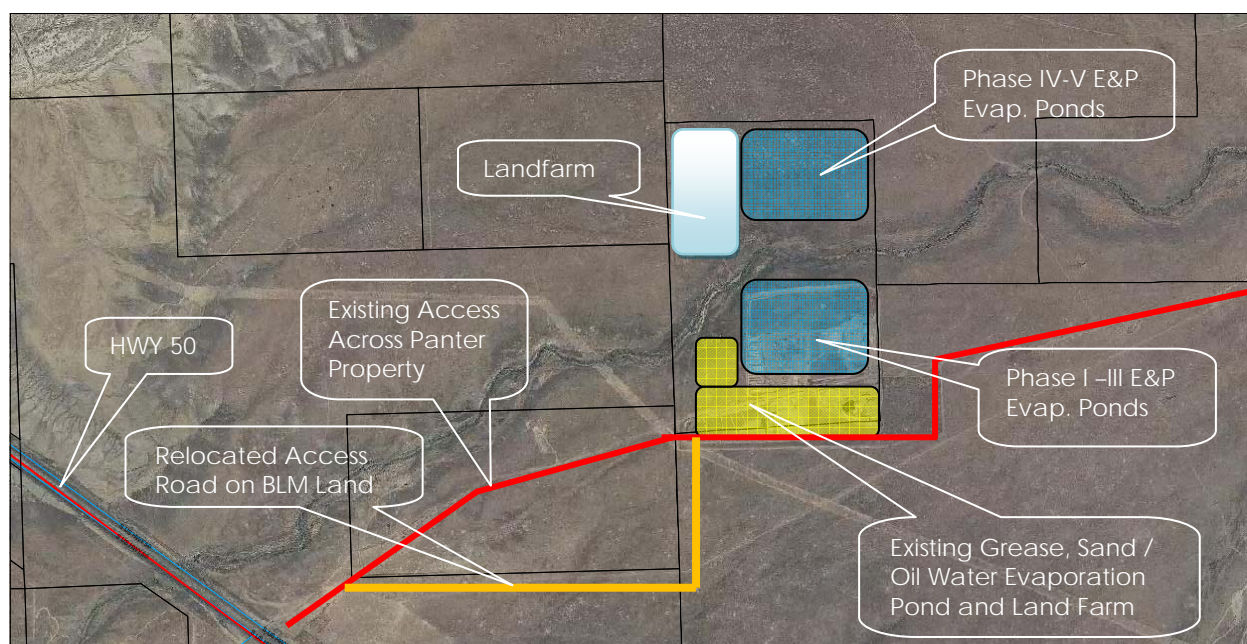 Phase IV-V E&P
Evap. Ponds
Landfarm
Existing Access
Across Panter
Property
HWY 50
Phase I –III E&P
Evap. Ponds
Relocated Access
Road on BLM Land
Existing Grease, Sand /
Oil Water Evaporation
Pond and Land Farm